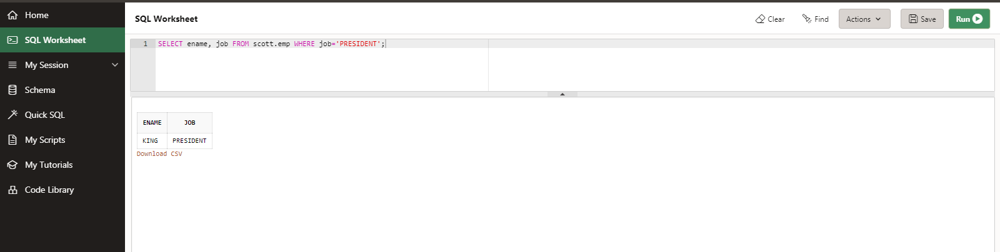 Home
SQL Worksheet
My Session
Schema
Quick SQL
My Scripts
My Tutorials
Code Library
SQL Worksheet
Clear
Find
Actions
Save
Run
1 SELECT ename, job FROM scott.emp WHERE job='PRESIDENT';
ENAME JOB
KING PRESIDENT
Download CSV